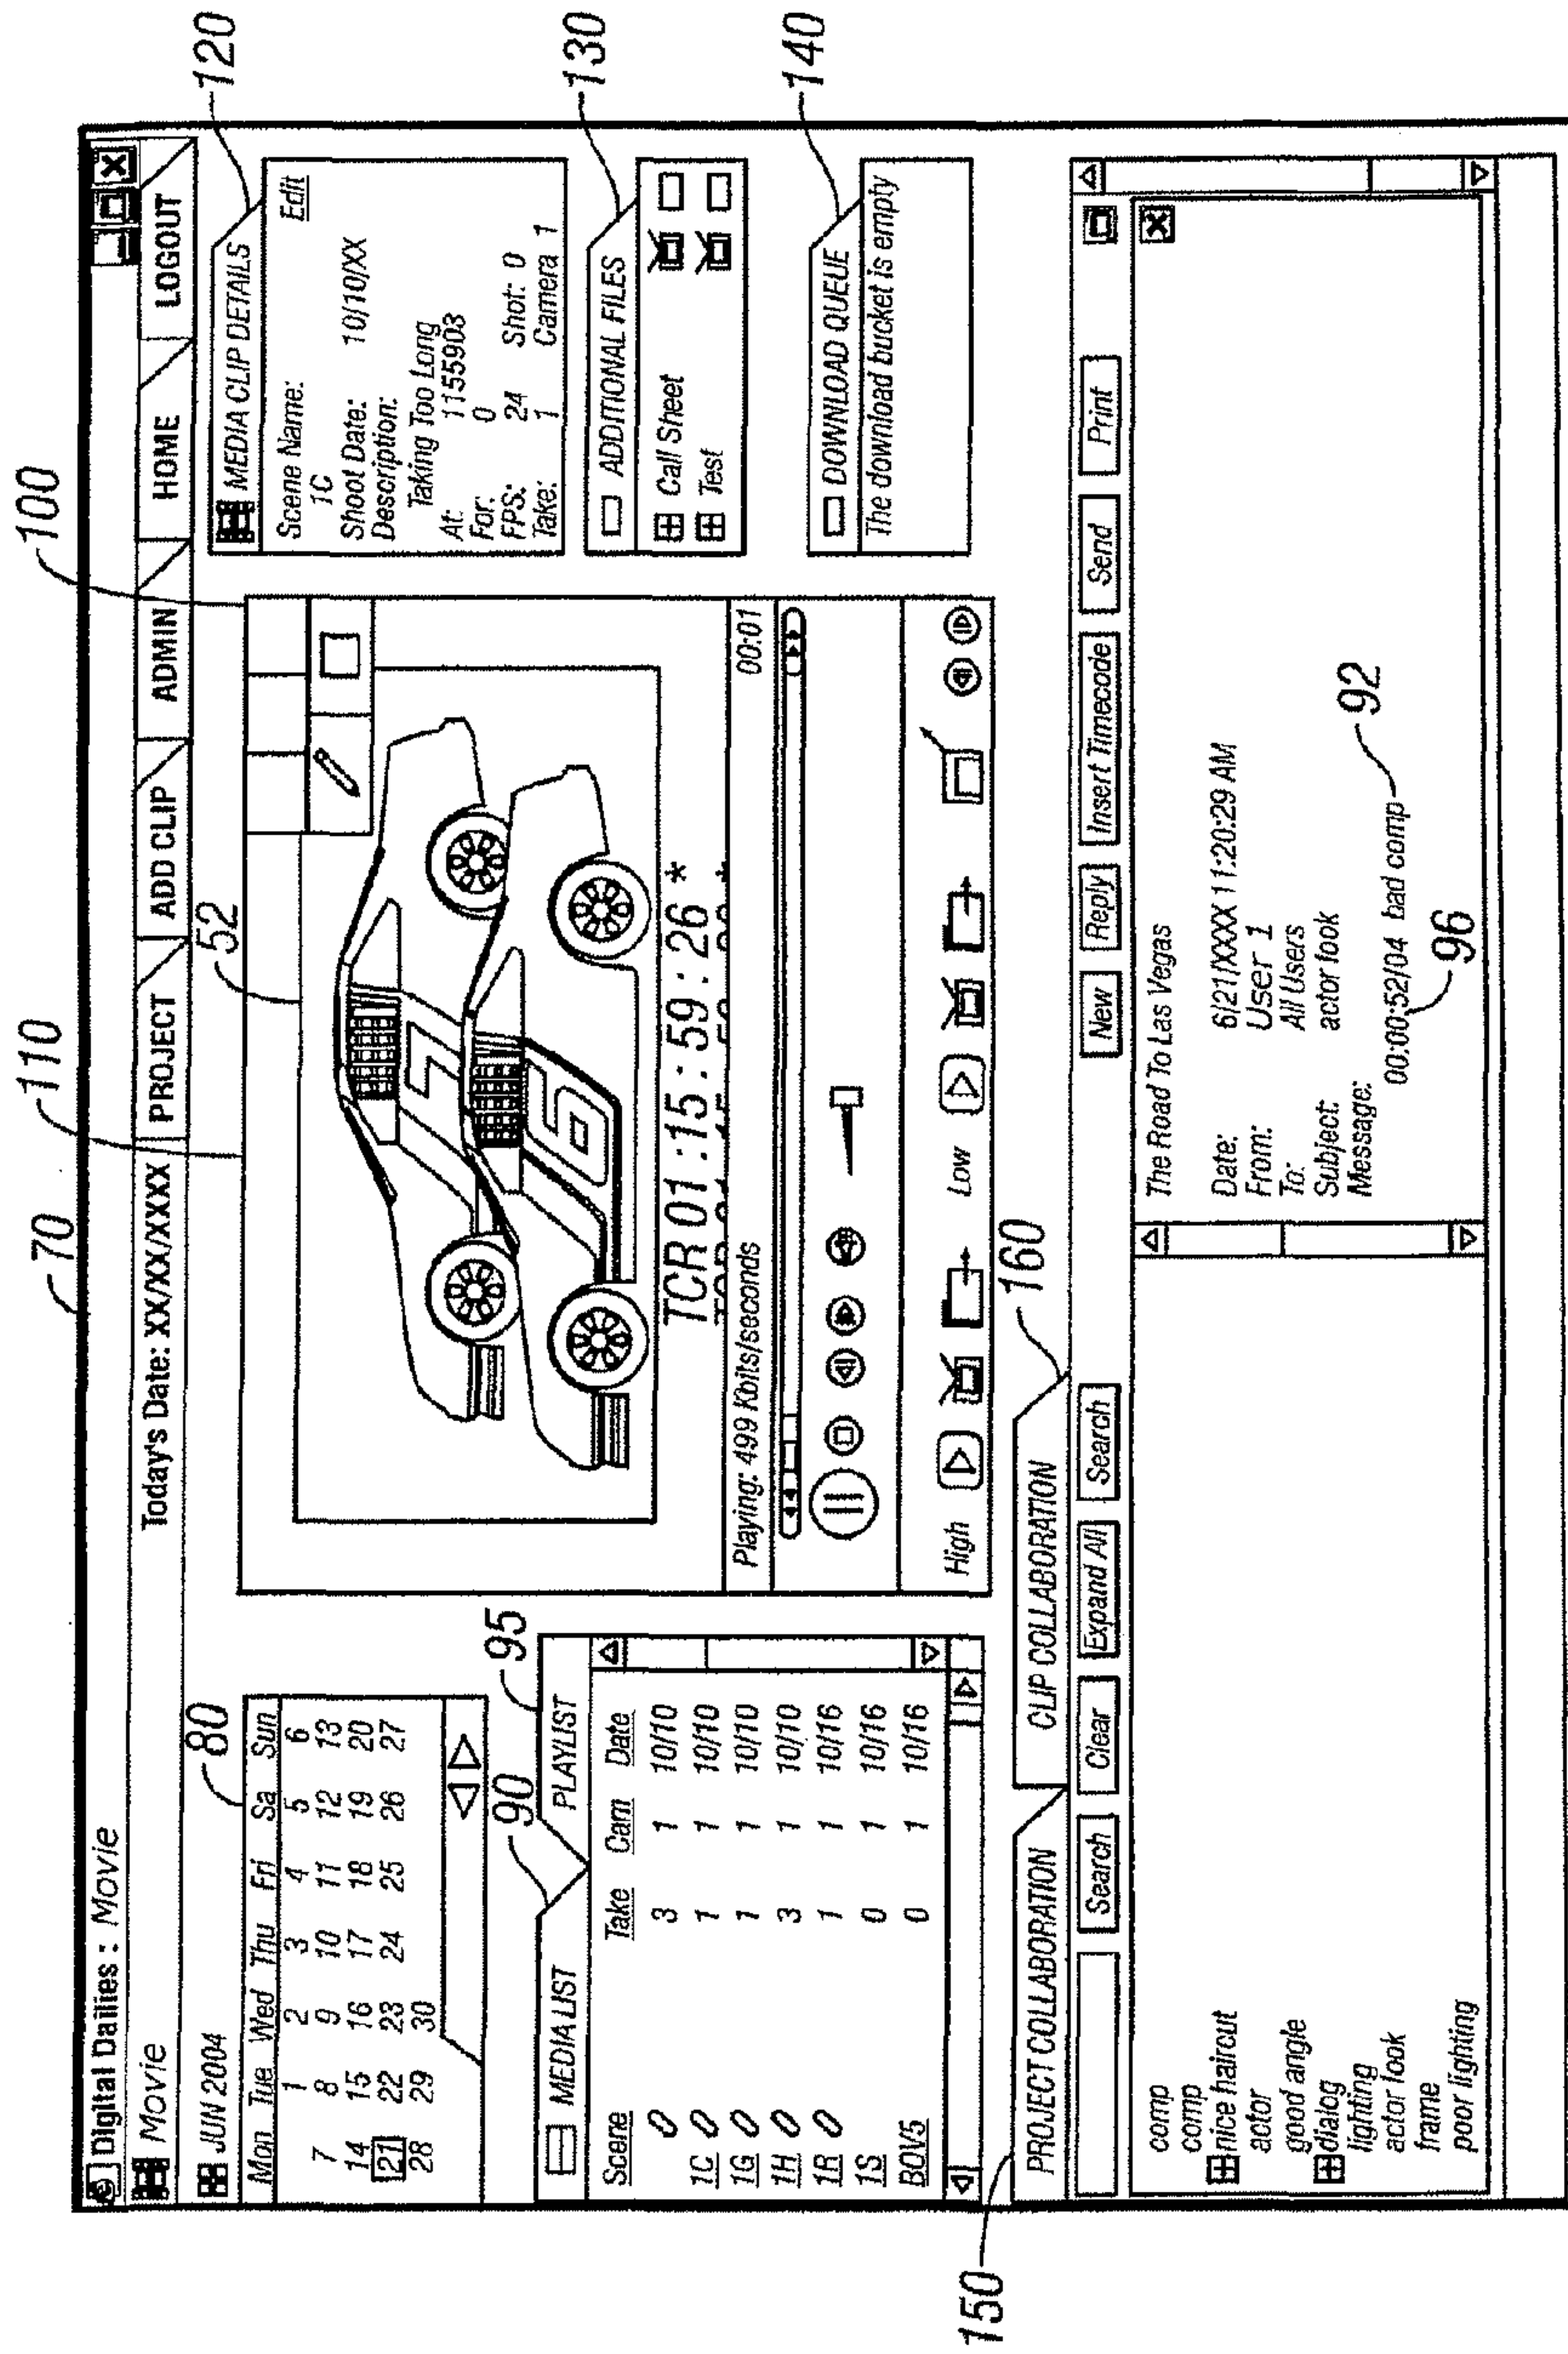 70
110
52
100
Digital Dailies : Movie
Movie
Today's Date: XX/XX/XXXX
PROJECT
ADD CLIP
ADMIN
HOME
LOGOUT
JUN 2004
80
Mon Tue Wed Thu Fri Sa Sun
1 2 3 4 5 6
7 8 9 10 11 12 13
14 15 16 17 18 19 20
21 22 23 24 25 26 27
28 29 30
90
95
MEDIA LIST
PLAYLIST
Scene Take Cam Date
3 1 10/10
1C 1 1 10/10
1G 1 1 10/10
1H 3 1 10/10
1R 1 1 10/16
1S 0 1 10/16
BOV5 0 1 10/16
7
6
TCR 01:15:59:26 *
Playing: 499 Kbits/seconds
00:01
High
Low
120
MEDIA CLIP DETAILS
Scene Name:
Edit
1C
Shoot Date: 10/10/XX
Description:
Taking Too Long
At: 1155903
For: 0
FPS: 24 Shot: 0
Take: 1 Camera 1
130
ADDITIONAL FILES
Call Sheet
Test
140
DOWNLOAD QUEUE
The download bucket is empty
150
PROJECT COLLABORATION
CLIP COLLABORATION
160
Search
Clear
Expand All
Search
New
Reply
Insert Timecode
Send
Print
comp
comp
nice haircut
actor
good angle
dialog
lighting
actor look
frame
poor lighting
The Road To Las Vegas
Date: 6/21/XXXX 11:20:29 AM
From: User 1
To: All Users
Subject: actor look
Message:
00:00:52/04 bad comp
92
96